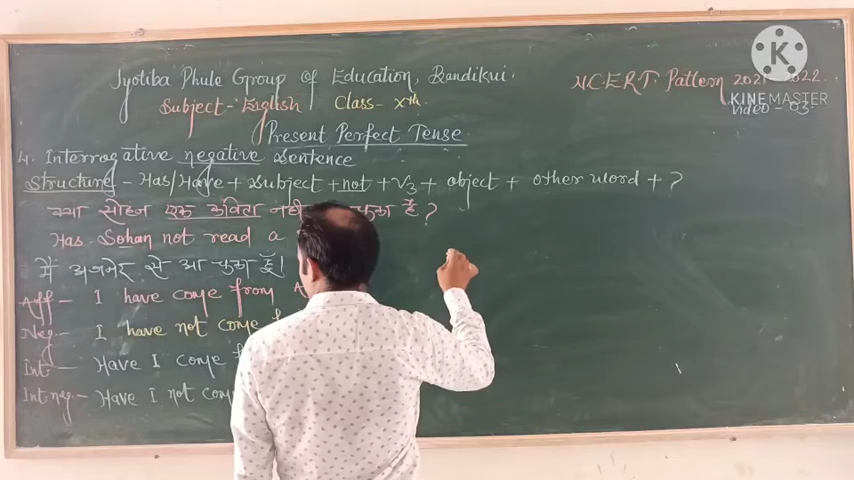 Jyotiba Phule Group of Education, Bandikui.
N.C.E.R.T. Pattern 2021-2022
Subject:- English Class- Xth
KINEMASTER
Video - 03
Present Perfect Tense
4. Interrogative negative Sentence
Structure - Has/Have + Subject + not + V3 + object + other word + ?
क्या सोहन एक कविता नहीं चुका है ?
Has Sohan not read a
मैं अजमेर से आ चुका हूँ।
Aff - I have come from A
Neg - I have not come f
Int - Have I come f
Int neg - Have I not com